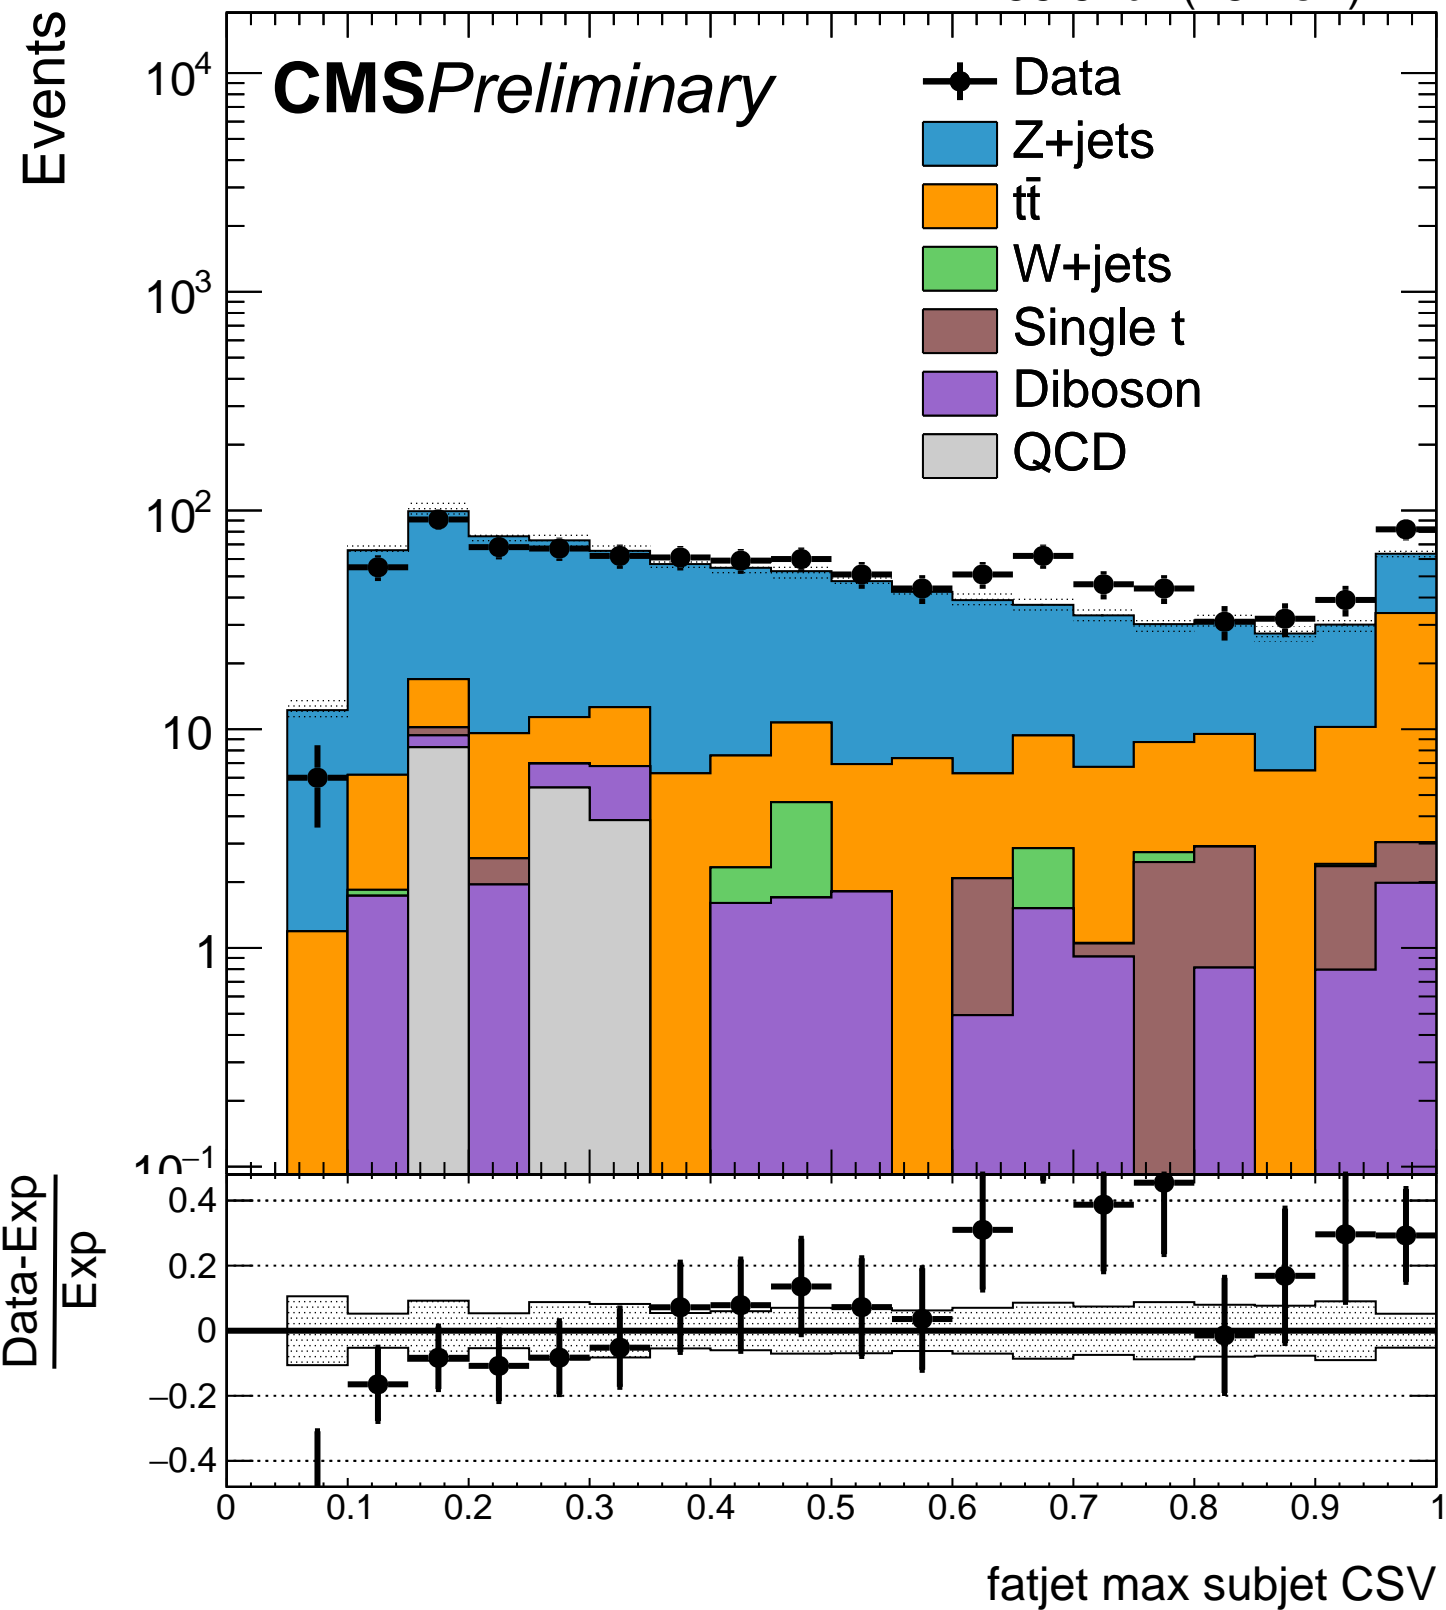 Events
CMS Preliminary
Data
Z+jets
tt̄
W+jets
Single t
Diboson
QCD
10⁴
10³
10²
10
1
10⁻¹
Data-Exp
Exp
0.4
0.2
0
−0.2
−0.4
0 0.1 0.2 0.3 0.4 0.5 0.6 0.7 0.8 0.9 1
fatjet max subjet CSV